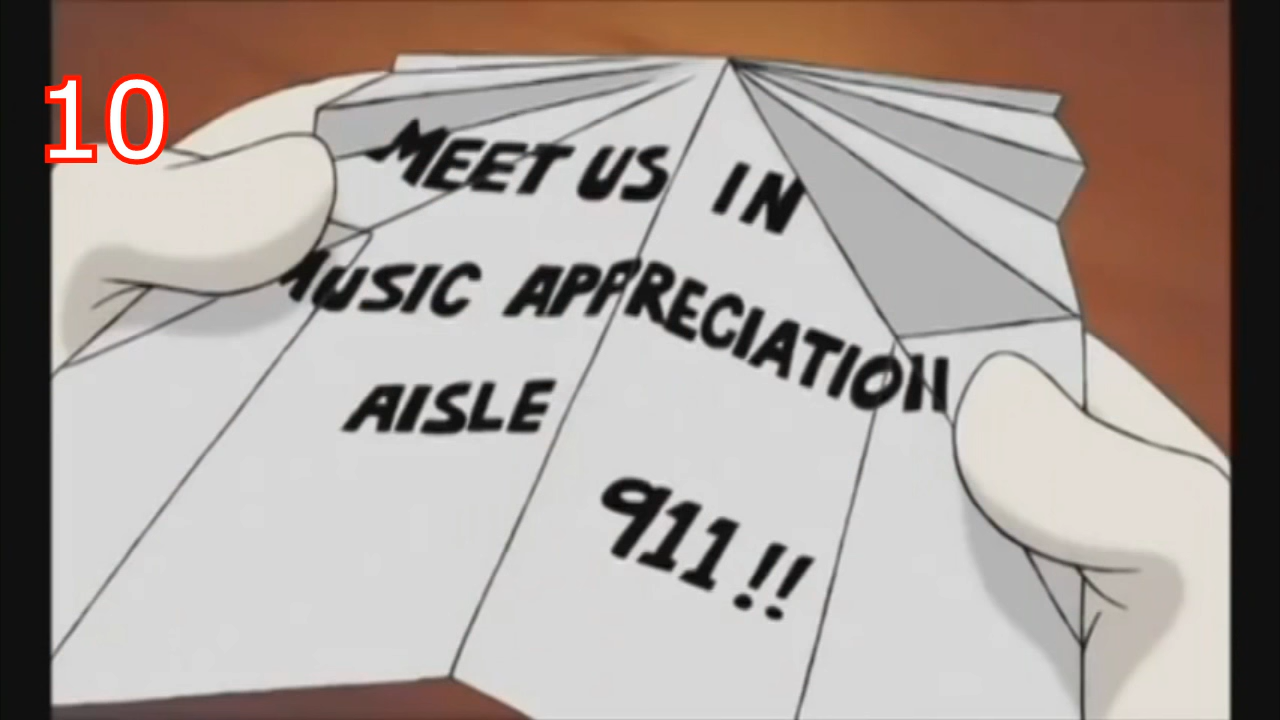 10
MEET US IN
MUSIC APPRECIATION
AISLE
911!!